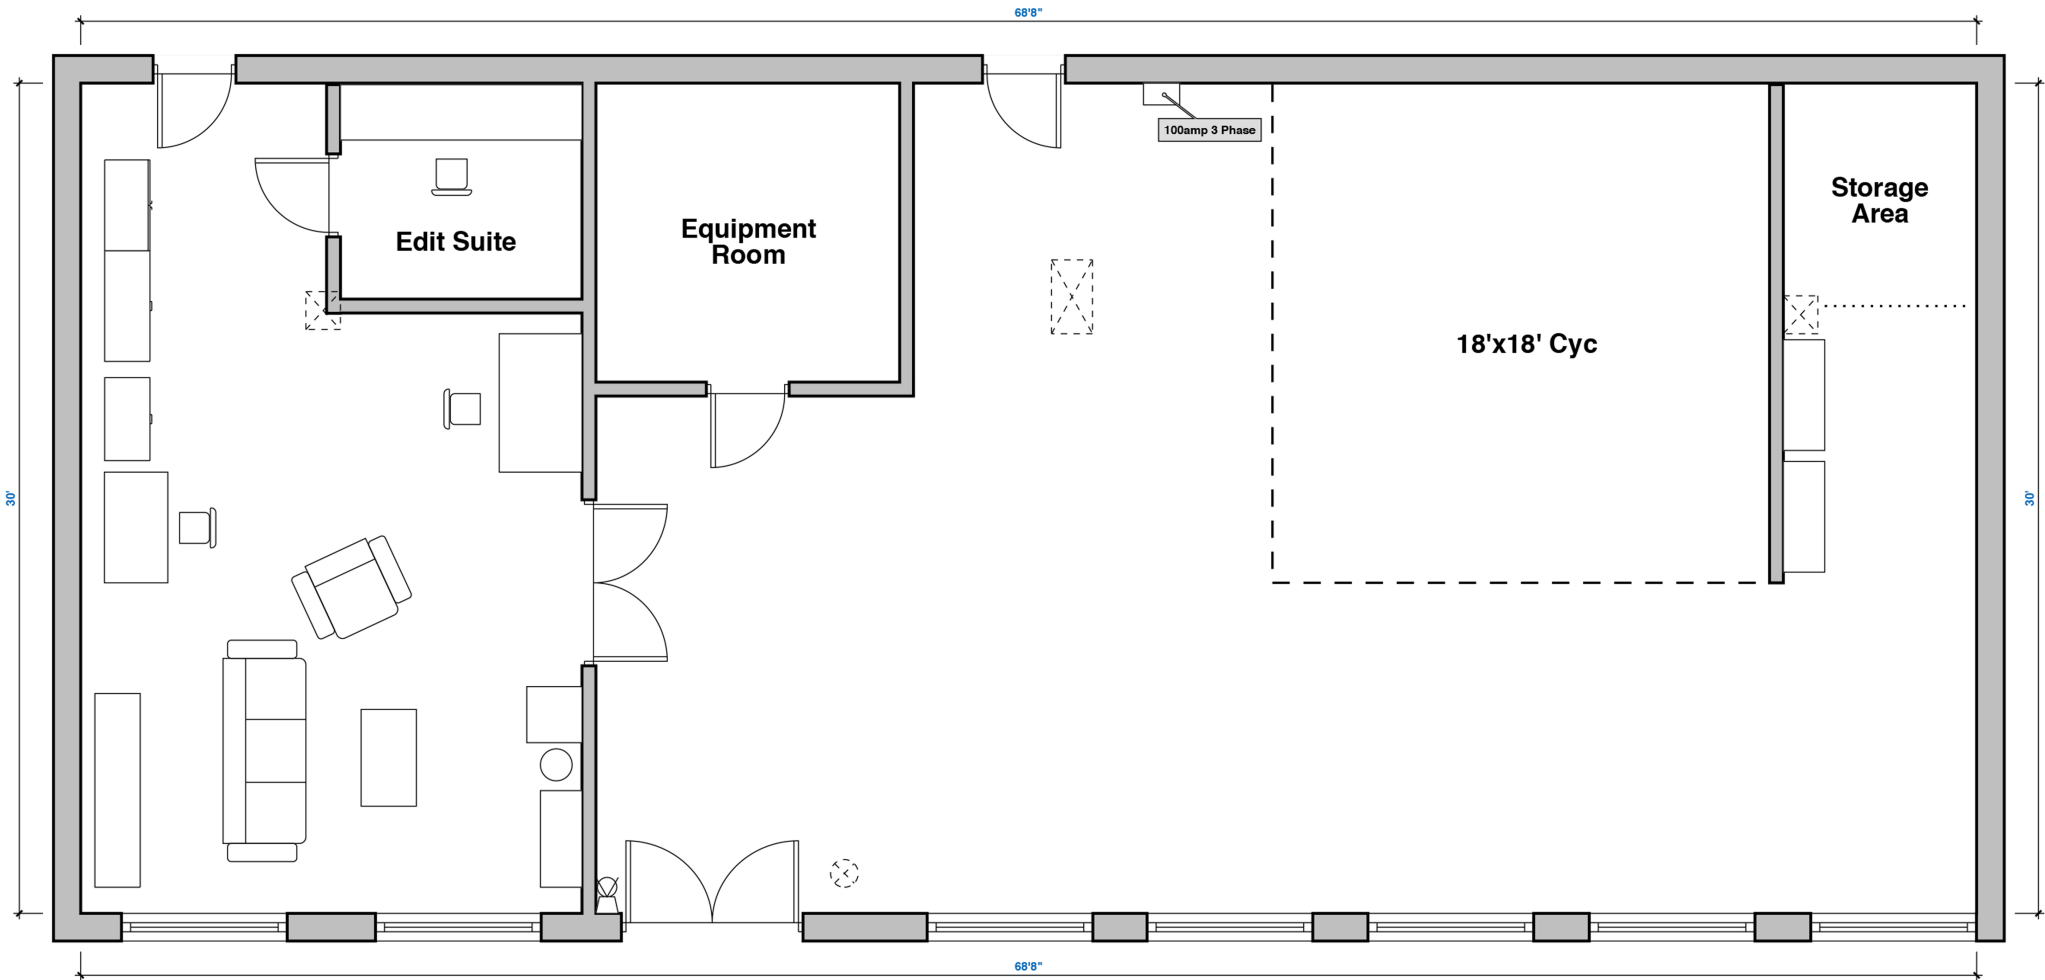 68'8"
100amp 3 Phase
Storage
Area
Equipment
Room
Edit Suite
18'x18' Cyc
30'
30'
68'8"